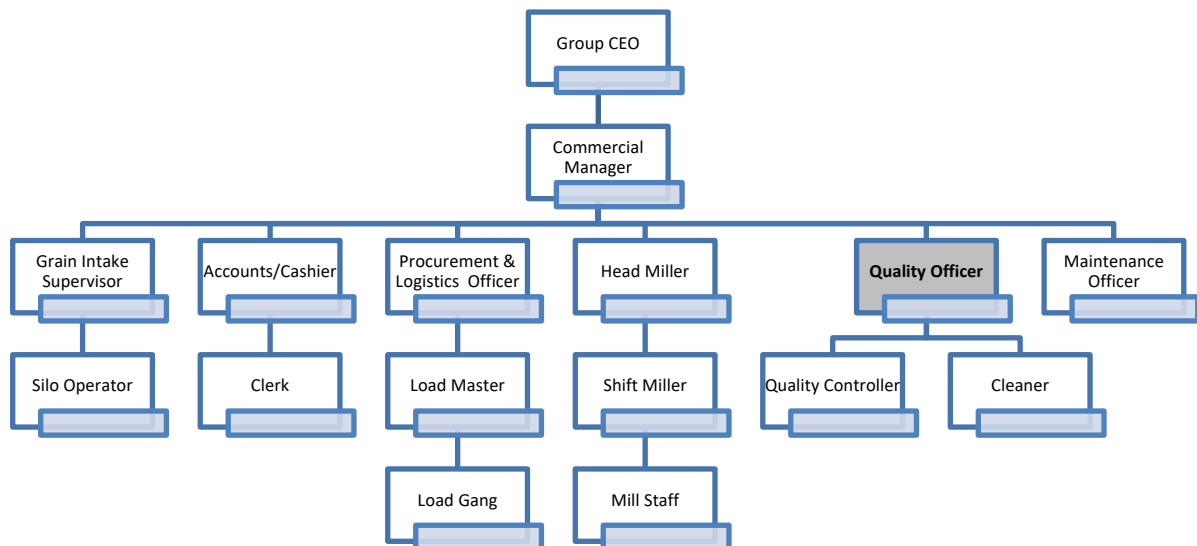 Group CEO
Commercial
Manager
Grain Intake
Supervisor
Accounts/Cashier
Procurement &
Logistics Officer
Head Miller
Quality Officer
Maintenance
Officer
Silo Operator
Clerk
Load Master
Shift Miller
Quality Controller
Cleaner
Load Gang
Mill Staff